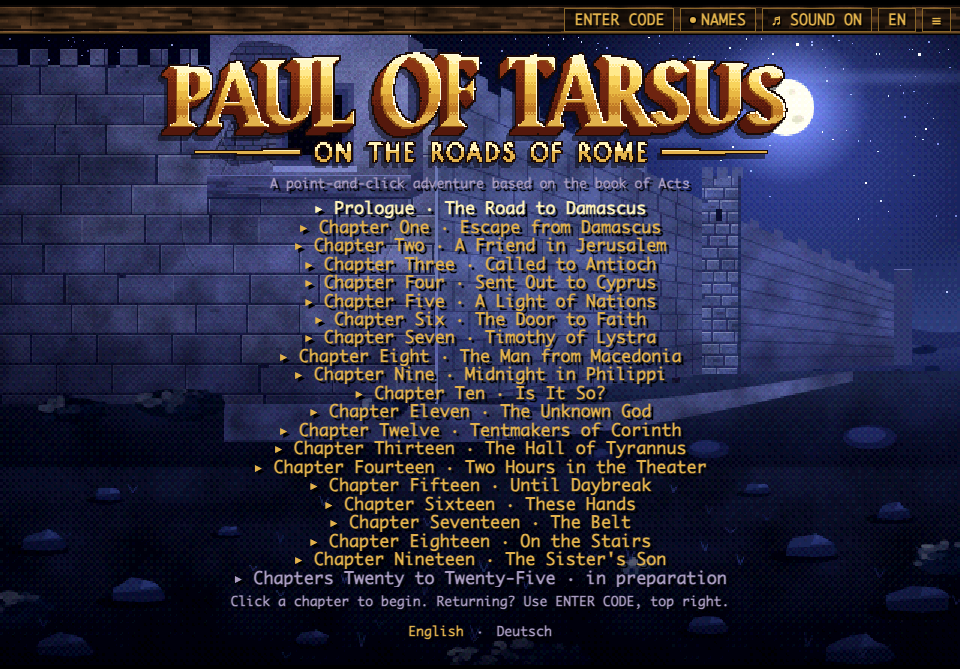 ENTER CODE
• NAMES
♬ SOUND ON
EN
≡
PAUL OF TARSUS
ON THE ROADS OF ROME
A point-and-click adventure based on the book of Acts
▸ Prologue · The Road to Damascus
▸ Chapter One · Escape from Damascus
▸ Chapter Two · A Friend in Jerusalem
▸ Chapter Three · Called to Antioch
▸ Chapter Four · Sent Out to Cyprus
▸ Chapter Five · A Light of Nations
▸ Chapter Six · The Door to Faith
▸ Chapter Seven · Timothy of Lystra
▸ Chapter Eight · The Man from Macedonia
▸ Chapter Nine · Midnight in Philippi
▸ Chapter Ten · Is It So?
▸ Chapter Eleven · The Unknown God
▸ Chapter Twelve · Tentmakers of Corinth
▸ Chapter Thirteen · The Hall of Tyrannus
▸ Chapter Fourteen · Two Hours in the Theater
▸ Chapter Fifteen · Until Daybreak
▸ Chapter Sixteen · These Hands
▸ Chapter Seventeen · The Belt
▸ Chapter Eighteen · On the Stairs
▸ Chapter Nineteen · The Sister's Son
▸ Chapters Twenty to Twenty-Five · in preparation
Click a chapter to begin. Returning? Use ENTER CODE, top right.
English · Deutsch